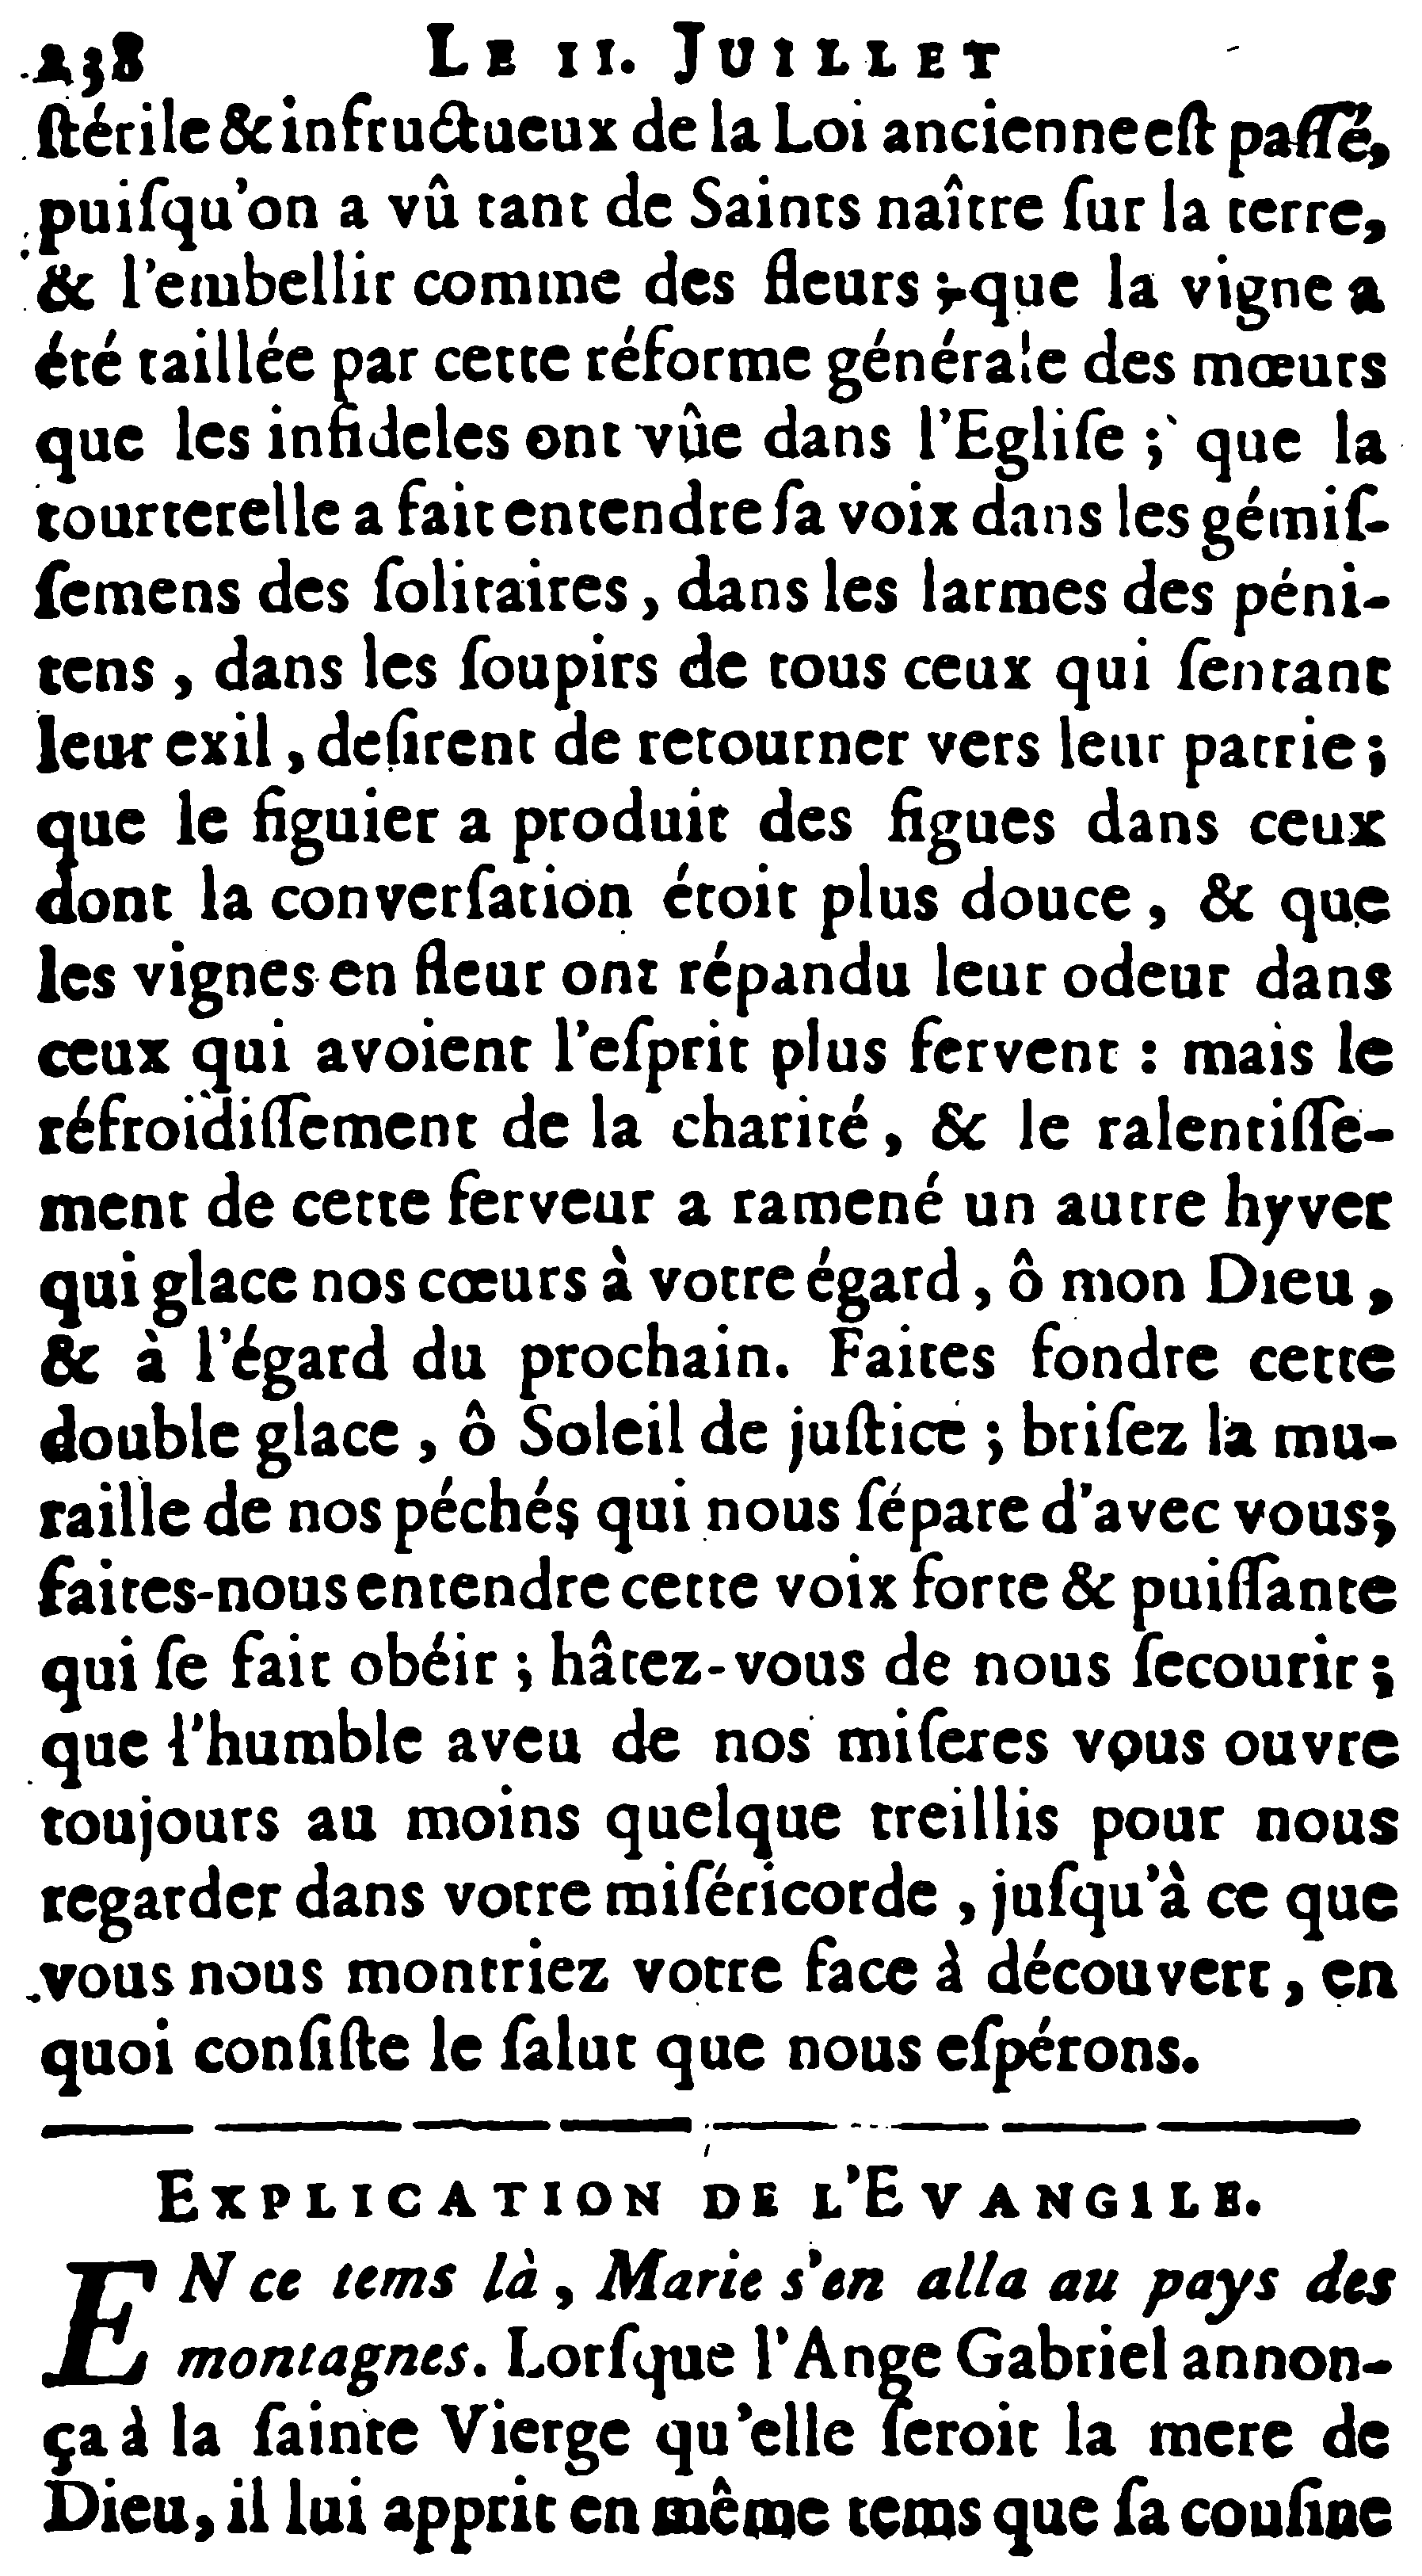 238 LE II. JUILLET
ſtérile & infructueux de la Loi ancienne eſt paſſé,
puiſqu'on a vû tant de Saints naître ſur la terre,
& l'embellir comme des fleurs ; que la vigne a
été taillée par cette réforme générale des mœurs
que les infideles ont vûe dans l'Egliſe ; que la
tourterelle a fait entendre ſa voix dans les gémiſ-
ſemens des ſolitaires, dans les larmes des péni-
tens, dans les ſoupirs de tous ceux qui ſentant
leur exil, deſirent de retourner vers leur patrie ;
que le figuier a produit des figues dans ceux
dont la converſation étoit plus douce, & que
les vignes en fleur ont répandu leur odeur dans
ceux qui avoient l'eſprit plus fervent : mais le
réfroidiſſement de la charité, & le ralentiſſe-
ment de cette ferveur a ramené un autre hyver
qui glace nos cœurs à votre égard, ô mon Dieu,
& à l'égard du prochain. Faites fondre cette
double glace, ô Soleil de juſtice ; briſez la mu-
raille de nos péchés qui nous ſépare d'avec vous ;
faites-nous entendre cette voix forte & puiſſante
qui ſe fait obéir ; hâtez-vous de nous ſecourir ;
que l'humble aveu de nos miſeres vous ouvre
toujours au moins quelque treillis pour nous
regarder dans votre miſéricorde, juſqu'à ce que
vous nous montriez votre face à découvert, en
quoi conſiſte le ſalut que nous eſpérons.
EXPLICATION DE L'EVANGILE.
EN ce tems là, Marie s'en alla au pays des
montagnes. Lorſque l'Ange Gabriel annon-
ça à la ſainte Vierge qu'elle ſeroit la mere de
Dieu, il lui apprit en même tems que ſa couſine